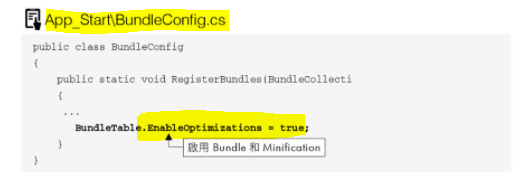 App_Start\BundleConfig.cs
public class BundleConfig
{
public static void RegisterBundles(BundleCollecti
{
...
BundleTable.EnableOptimizations = true;
啟用 Bundle 和 Minification
}
}